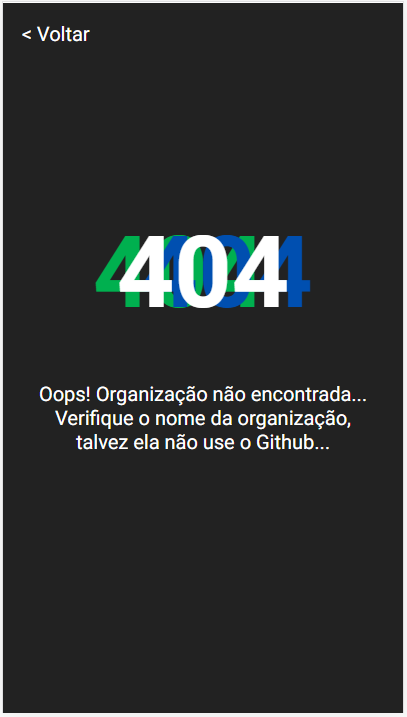 < Voltar
404
Oops! Organização não encontrada...
Verifique o nome da organização,
talvez ela não use o Github...